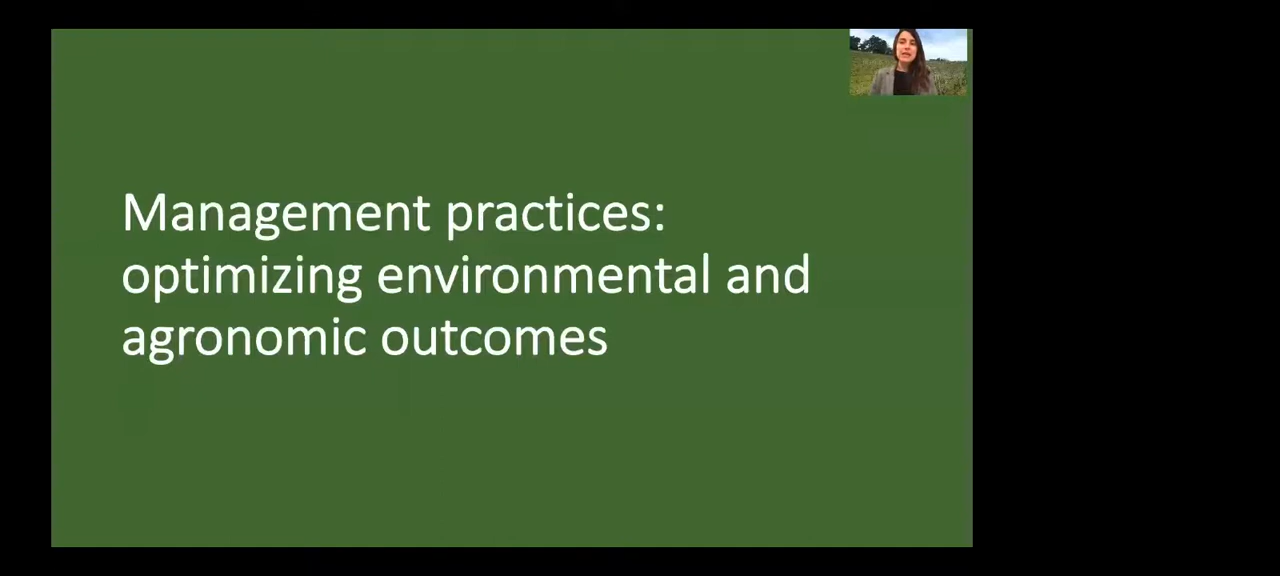 Management practices:
optimizing environmental and
agronomic outcomes